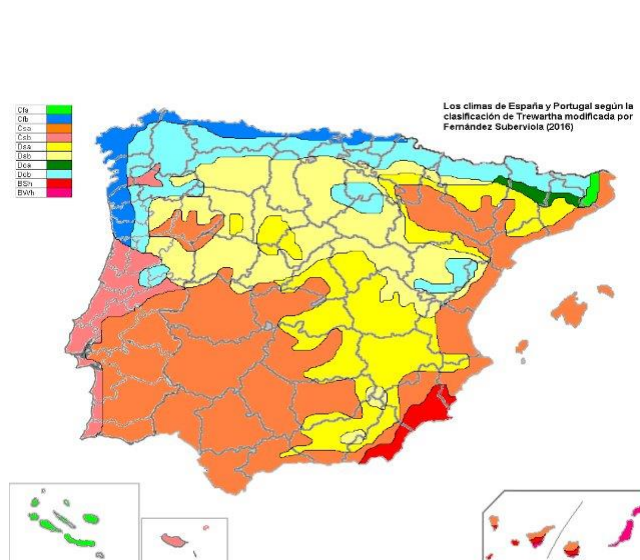 Los climas de España y Portugal según la
clasificación de Trewartha modificada por
Fernández Suberviola (2016)
Cfa
Cfb
Csa
Csb
Dsa
Dsb
Dca
Dcb
BSh
BWh